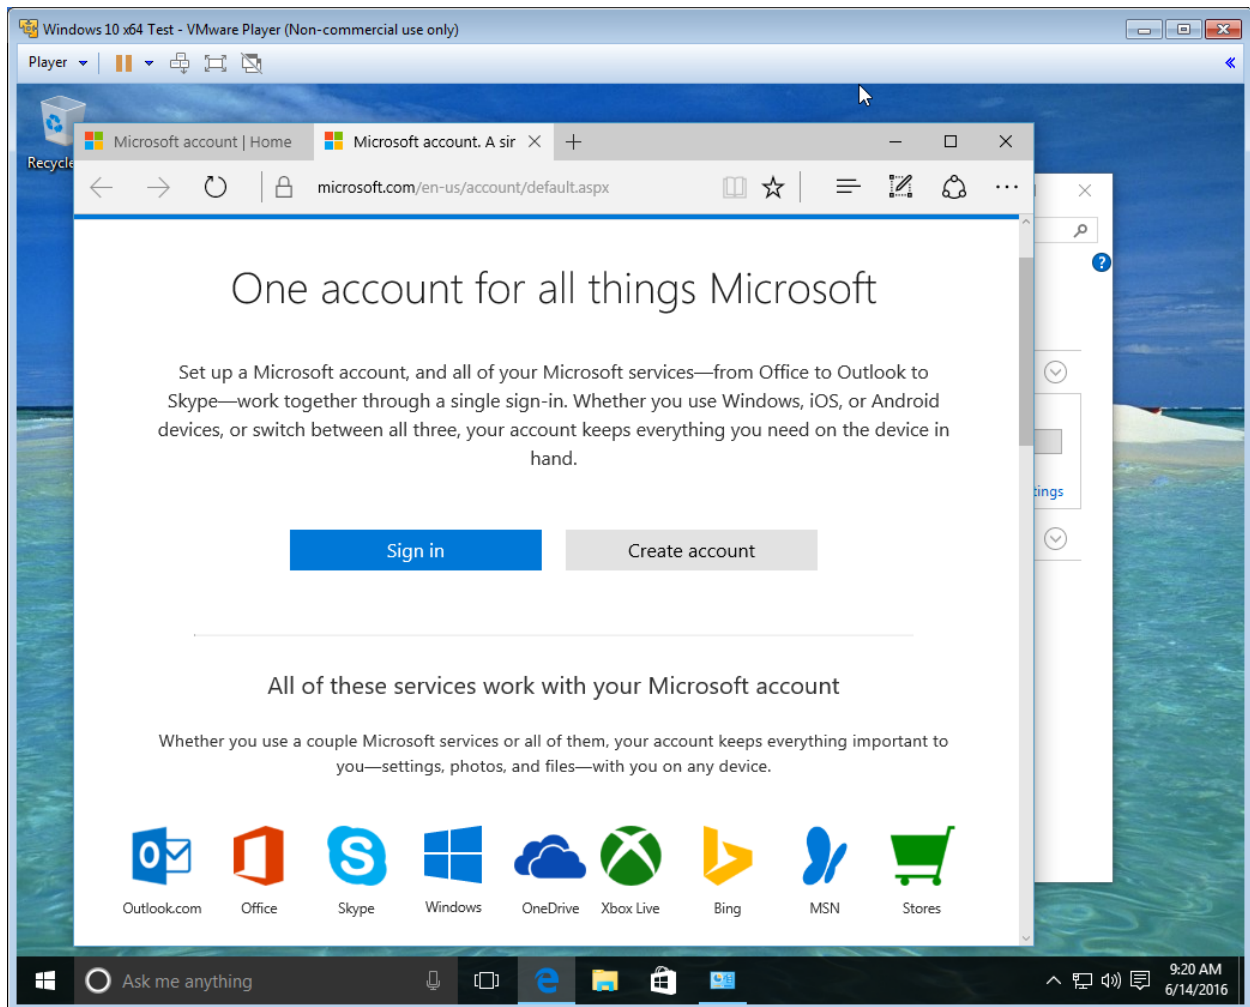 Windows 10 x64 Test - VMware Player (Non-commercial use only)
Player
Recycle
Microsoft account | Home
Microsoft account. A sir
microsoft.com/en-us/account/default.aspx
One account for all things Microsoft
Set up a Microsoft account, and all of your Microsoft services—from Office to Outlook to
Skype—work together through a single sign-in. Whether you use Windows, iOS, or Android
devices, or switch between all three, your account keeps everything you need on the device in
hand.
tings
Sign in
Create account
All of these services work with your Microsoft account
Whether you use a couple Microsoft services or all of them, your account keeps everything important to
you—settings, photos, and files—with you on any device.
Outlook.com
Office
Skype
Windows
OneDrive
Xbox Live
Bing
MSN
Stores
Ask me anything
9:20 AM
6/14/2016